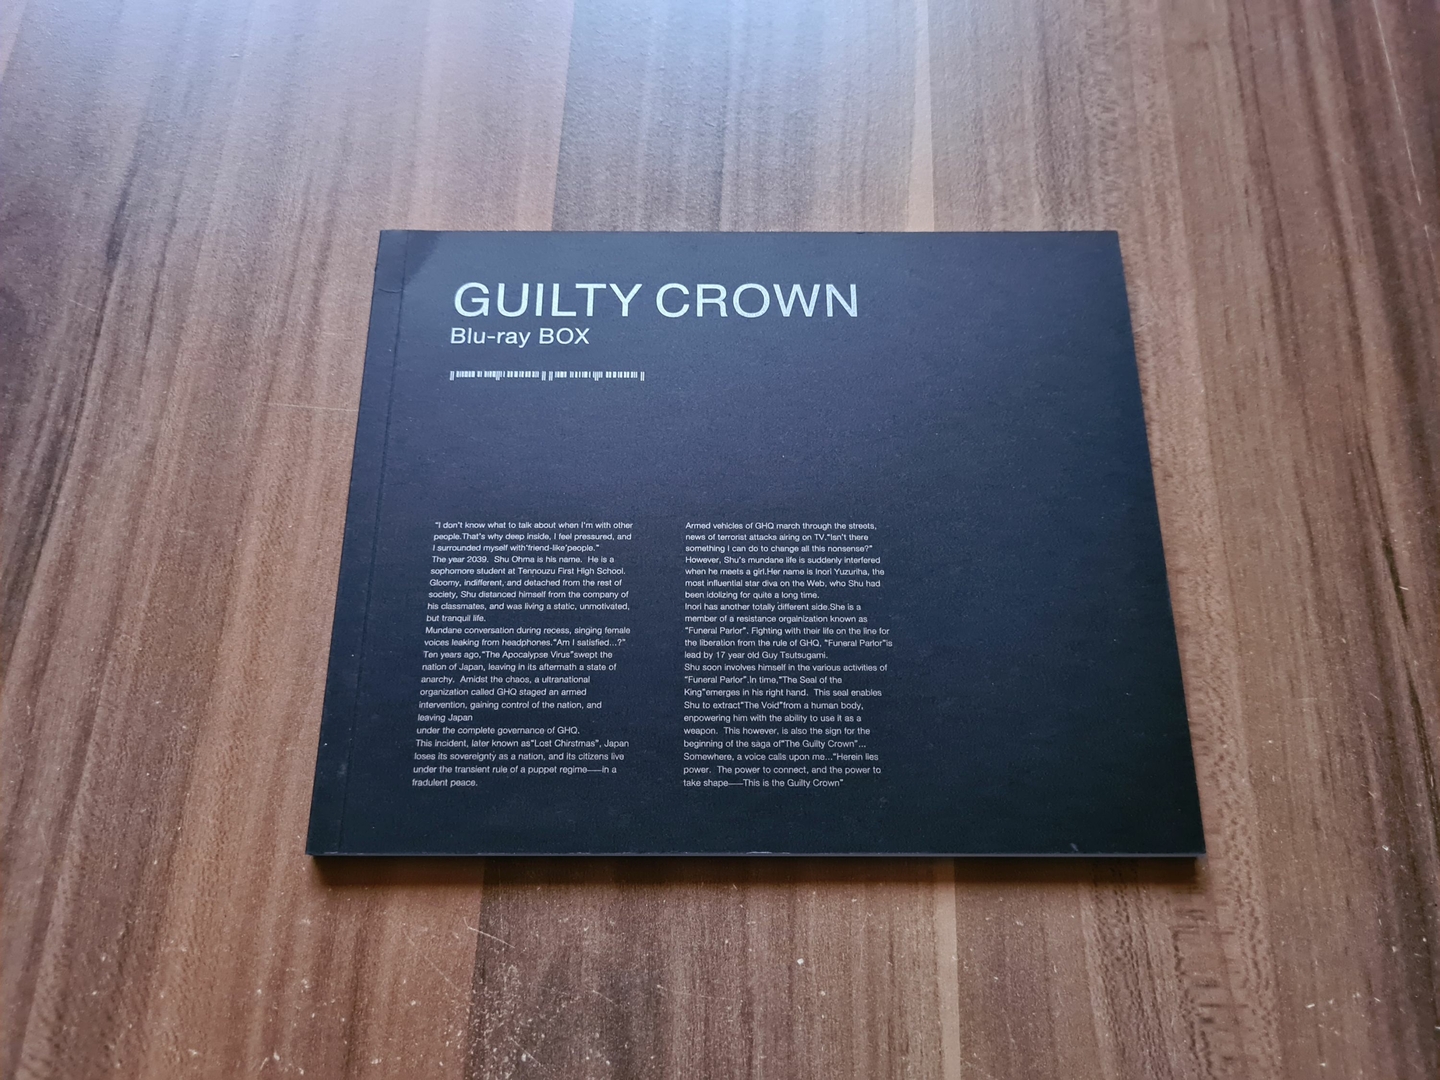 GUILTY CROWN
Blu-ray BOX
"I don't know what to talk about when I'm with other
people.That's why deep inside, I feel pressured, and
I surrounded myself with'friend-like'people."
The year 2039.  Shu Ohma is his name.  He is a
sophomore student at Tennouzu First High School.
Gloomy, indifferent, and detached from the rest of
society, Shu distanced himself from the company of
his classmates, and was living a static, unmotivated,
but tranquil life.
Mundane conversation during recess, singing female
voices leaking from headphones."Am I satisfied...?"
Ten years ago,"The Apocalypse Virus"swept the
nation of Japan, leaving in its aftermath a state of
anarchy.  Amidst the chaos, a ultranational
organization called GHQ staged an armed
intervention, gaining control of the nation, and
leaving Japan
under the complete governance of GHQ.
This incident, later known as"Lost Chirstmas", Japan
loses its sovereignty as a nation, and its citizens live
under the transient rule of a puppet regime——in a
fradulent peace.
Armed vehicles of GHQ march through the streets,
news of terrorist attacks airing on TV."Isn't there
something I can do to change all this nonsense?"
However, Shu's mundane life is suddenly interfered
when he meets a girl.Her name is Inori Yuzuriha, the
most influential star diva on the Web, who Shu had
been idolizing for quite a long time.
Inori has another totally different side.She is a
member of a resistance orgainization known as
"Funeral Parlor". Fighting with their life on the line for
the liberation from the rule of GHQ, "Funeral Parlor"is
lead by 17 year old Guy Tsutsugami.
Shu soon involves himself in the various activities of
"Funeral Parlor".In time,"The Seal of the
King"emerges in his right hand.  This seal enables
Shu to extract"The Void"from a human body,
enpowering him with the ability to use it as a
weapon.  This however, is also the sign for the
beginning of the saga of"The Guilty Crown"...
Somewhere, a voice calls upon me..."Herein lies
power.  The power to connect, and the power to
take shape——This is the Guilty Crown"